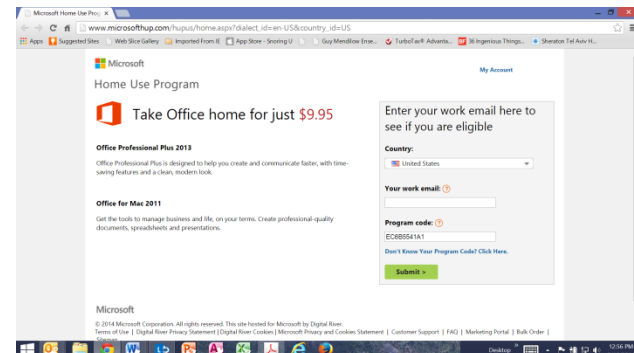 Microsoft Home Use Prog
www.microsofthup.com/hupus/home.aspx?dialect_id=en-US&country_id=US
Apps Suggested Sites Web Slice Gallery Imported From IE App Store - Snoring U Guy Mendilow Ense... TurboTax® Advanta... 36 Ingenious Things... Sheraton Tel Aviv H...
Microsoft
My Account
Home Use Program
Take Office home for just $9.95
Enter your work email here to
see if you are eligible
Office Professional Plus 2013
Country:
Office Professional Plus is designed to help you create and communicate faster, with time-
saving features and a clean, modern look.
United States
Your work email: ?
Office for Mac 2011
Get the tools to manage business and life, on your terms. Create professional-quality
documents, spreadsheets and presentations.
Program code: ?
EC6B5541A1
Don't Know Your Program Code? Click Here.
Submit >
Microsoft
© 2014 Microsoft Corporation. All rights reserved. This site hosted for Microsoft by Digital River.
Terms of Use | Digital River Privacy Statement | Digital River Cookies | Microsoft Privacy and Cookies Statement | Customer Support | FAQ | Marketing Portal | Bulk Order |
Sitemap
Desktop
12:56 PM